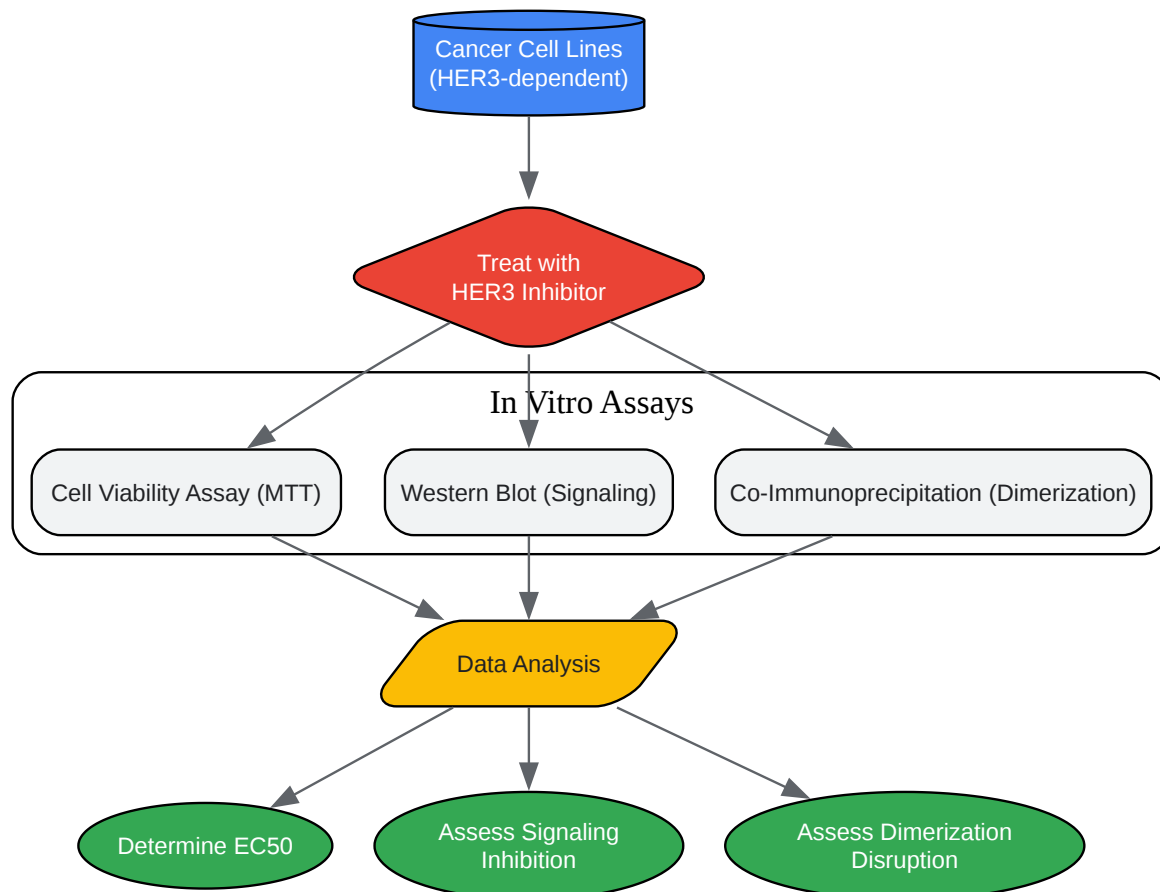 Cancer Cell Lines
(HER3-dependent)
Treat with
HER3 Inhibitor
In Vitro Assays
Cell Viability Assay (MTT)
Western Blot (Signaling)
Co-Immunoprecipitation (Dimerization)
Data Analysis
Determine EC50
Assess Signaling
Inhibition
Assess Dimerization
Disruption